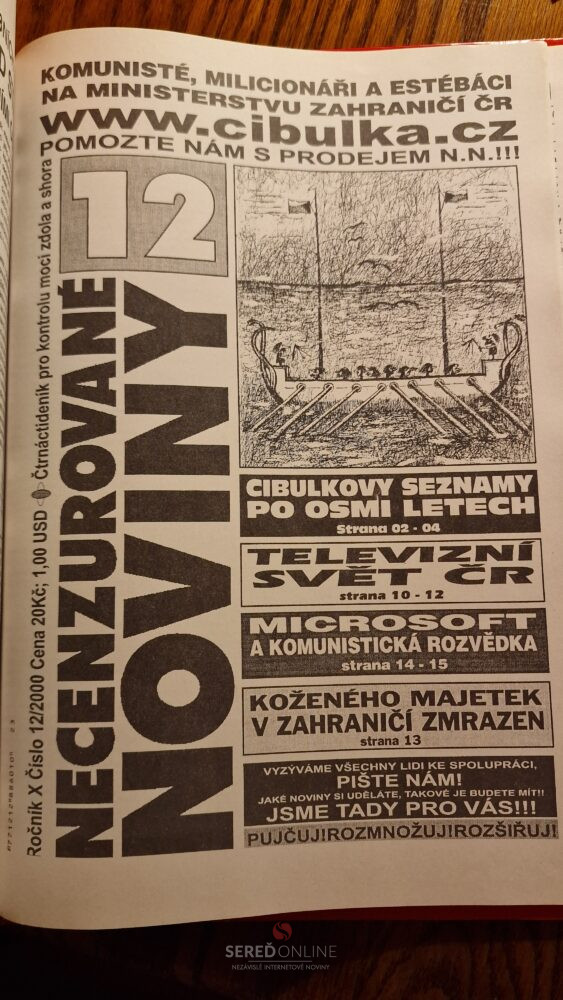 KOMUNISTÉ, MILICIONÁŘI A ESTÉBÁCI
NA MINISTERSTVU ZAHRANIČÍ ČR
www.cibulka.cz
POMOZTE NÁM S PRODEJEM N.N.!!!
Ročník X Číslo 12/2000 Cena 20Kč; 1,00 USD Čtrnáctideník pro kontrolu moci zdola a shora
12
NECENZUROVANÉ
NOVINY
CIBULKOVY SEZNAMY
PO OSMI LETECH
Strana 02 - 04
TELEVIZNÍ
SVĚT ČR
strana 10 - 12
MICROSOFT
A KOMUNISTICKÁ ROZVĚDKA
strana 14 - 15
KOŽENÉHO MAJETEK
V ZAHRANIČÍ ZMRAZEN
strana 13
VYZÝVÁME VŠECHNY LIDI KE SPOLUPRÁCI,
PIŠTE NÁM!
JAKÉ NOVINY SI UDĚLÁTE, TAKOVÉ JE BUDETE MÍT!!
JSME TADY PRO VÁS!!!
PUJČUJ!ROZMNOŽUJ!ROZŠIŘUJ!
SEREĎONLINE
NEZÁVISLÉ INTERNETOVÉ NOVINY